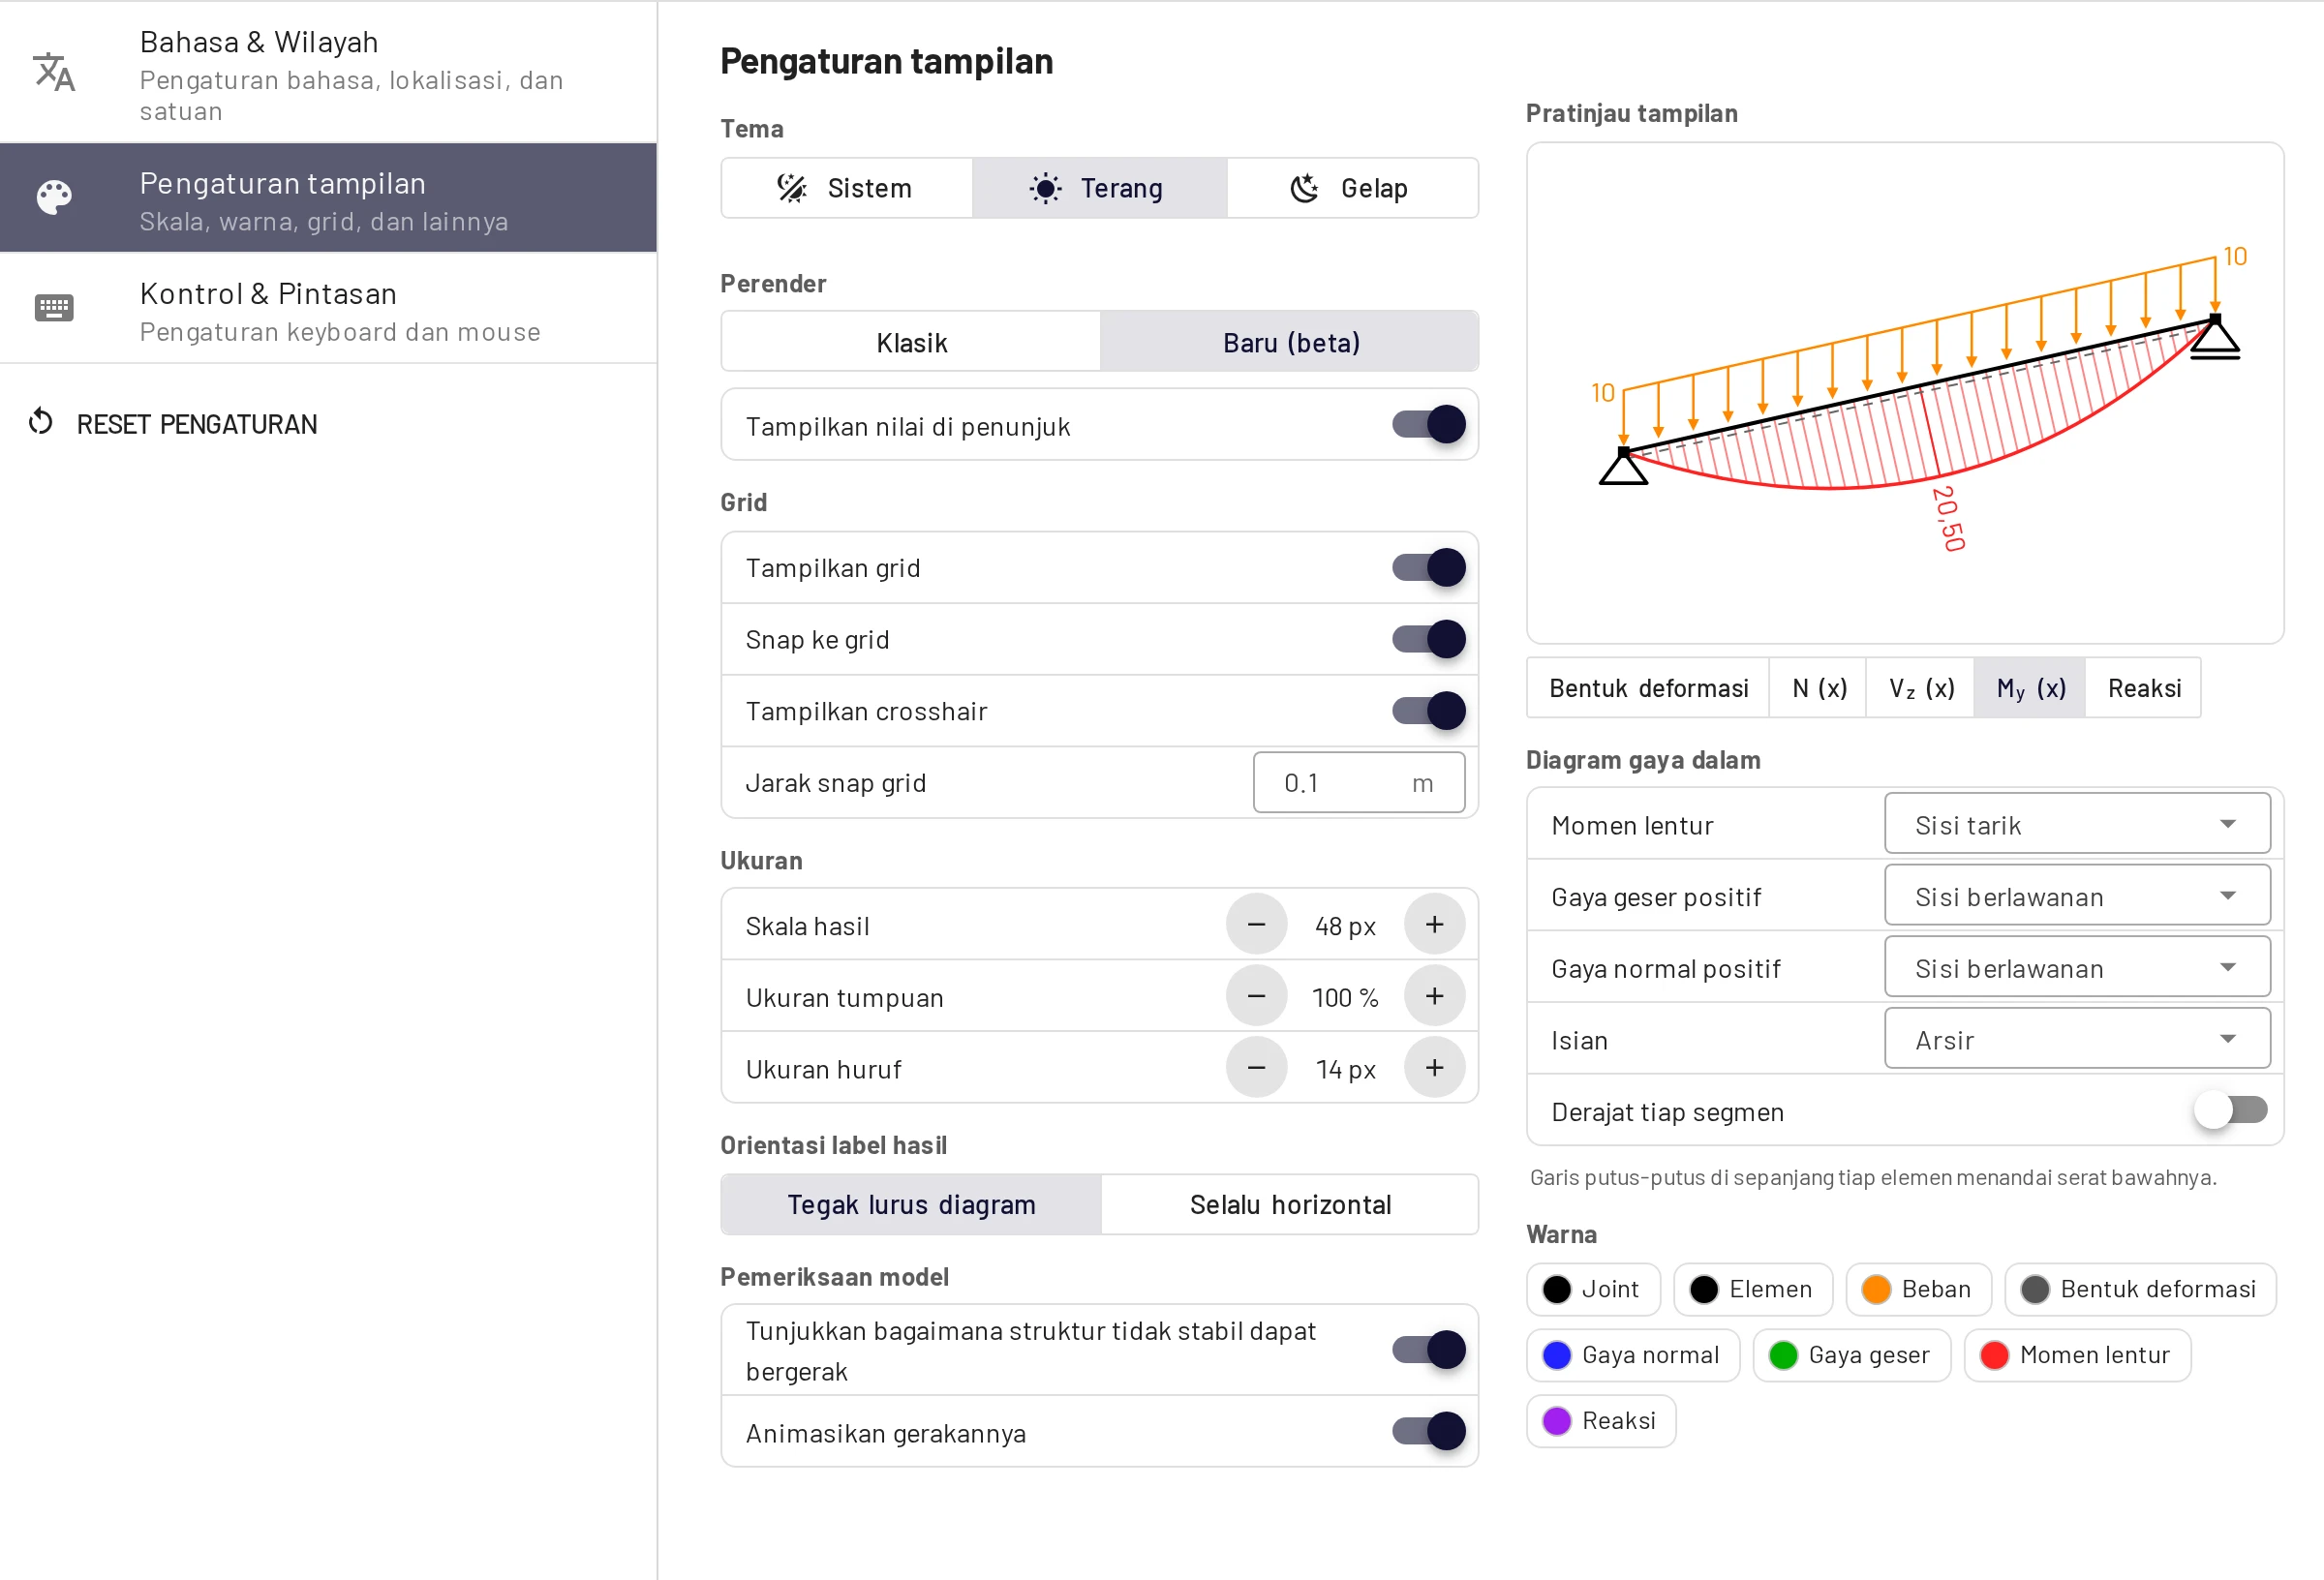 Bahasa & Wilayah
Pengaturan bahasa, lokalisasi, dan
satuan
Pengaturan tampilan
Skala, warna, grid, dan lainnya
Kontrol & Pintasan
Pengaturan keyboard dan mouse
RESET PENGATURAN
Pengaturan tampilan
Tema
Sistem
Terang
Gelap
Perender
Klasik
Baru (beta)
Tampilkan nilai di penunjuk
Grid
Tampilkan grid
Snap ke grid
Tampilkan crosshair
Jarak snap grid
0.1 m
Ukuran
Skala hasil
− 48 px +
Ukuran tumpuan
− 100 % +
Ukuran huruf
− 14 px +
Orientasi label hasil
Tegak lurus diagram
Selalu horizontal
Pemeriksaan model
Tunjukkan bagaimana struktur tidak stabil dapat
bergerak
Animasikan gerakannya
Pratinjau tampilan
10
10
20,50
Bentuk deformasi
N (x)
Vz (x)
My (x)
Reaksi
Diagram gaya dalam
Momen lentur
Sisi tarik
Gaya geser positif
Sisi berlawanan
Gaya normal positif
Sisi berlawanan
Isian
Arsir
Derajat tiap segmen
Garis putus-putus di sepanjang tiap elemen menandai serat bawahnya.
Warna
Joint
Elemen
Beban
Bentuk deformasi
Gaya normal
Gaya geser
Momen lentur
Reaksi